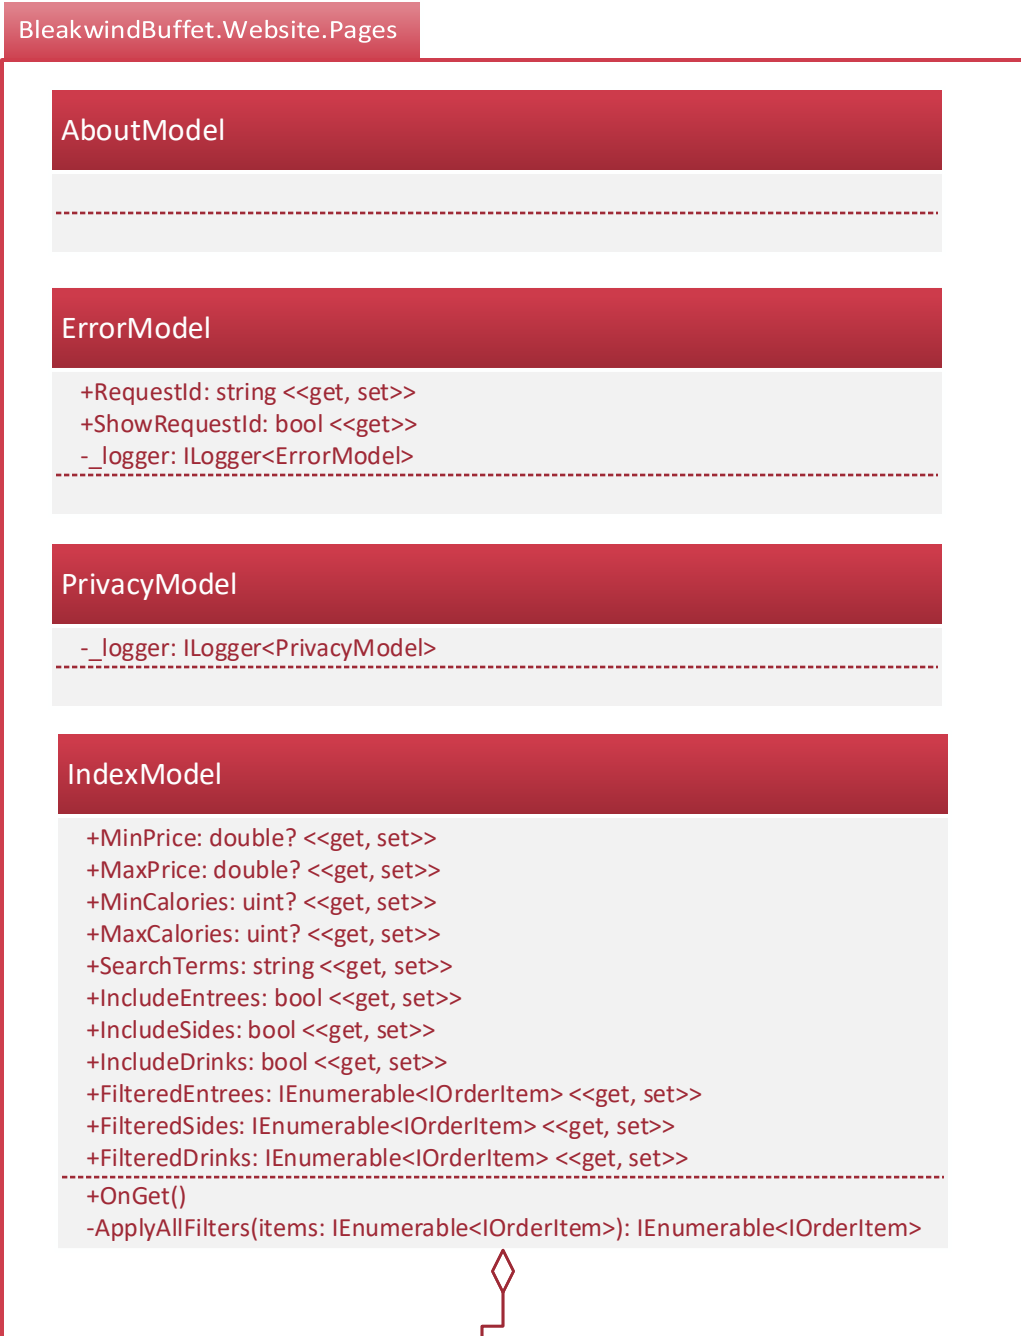 BleakwindBuffet.Website.Pages
AboutModel
ErrorModel
+RequestId: string <<get, set>>
+ShowRequestId: bool <<get>>
-_logger: ILogger<ErrorModel>
PrivacyModel
-_logger: ILogger<PrivacyModel>
IndexModel
+MinPrice: double? <<get, set>>
+MaxPrice: double? <<get, set>>
+MinCalories: uint? <<get, set>>
+MaxCalories: uint? <<get, set>>
+SearchTerms: string <<get, set>>
+IncludeEntrees: bool <<get, set>>
+IncludeSides: bool <<get, set>>
+IncludeDrinks: bool <<get, set>>
+FilteredEntrees: IEnumerable<IOrderItem> <<get, set>>
+FilteredSides: IEnumerable<IOrderItem> <<get, set>>
+FilteredDrinks: IEnumerable<IOrderItem> <<get, set>>
+OnGet()
-ApplyAllFilters(items: IEnumerable<IOrderItem>): IEnumerable<IOrderItem>